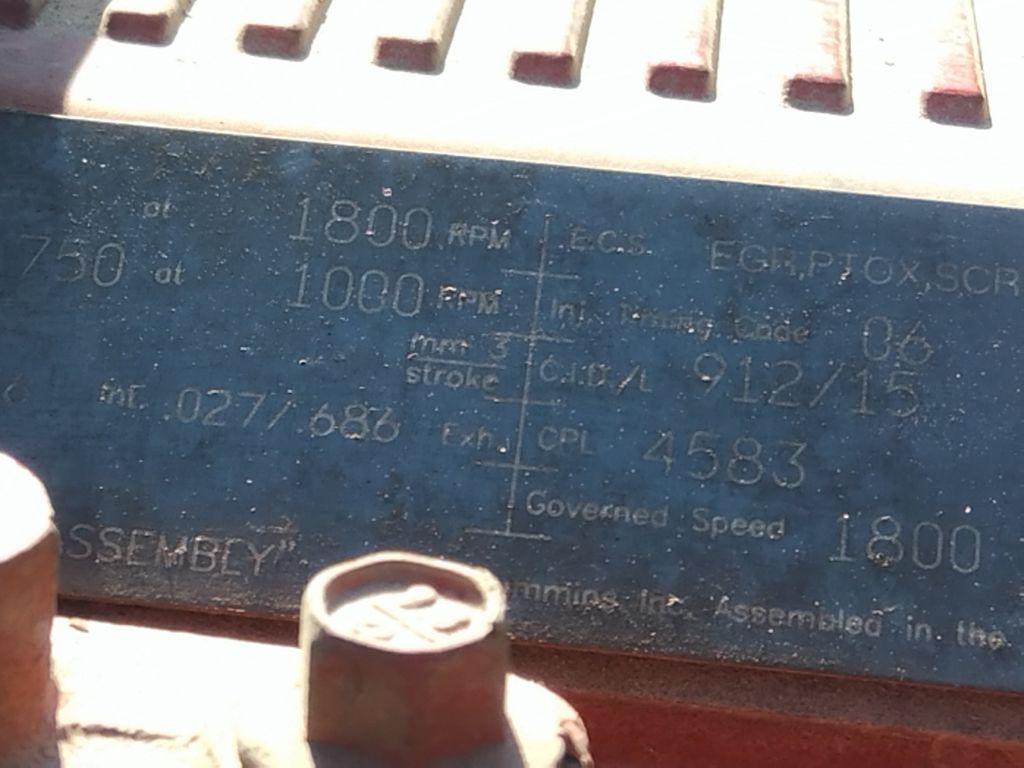 at 1800 RPM E.C.S. EGR,PTOX,SCR
750 at 1000 RPM Inj. Timing Code 06
mm 3
stroke C.I.D./L 912/15
6 Int. .027/.686 Exh. CPL 4583
Governed Speed 1800
SSEMBLY"
mmins Inc. Assembled in the